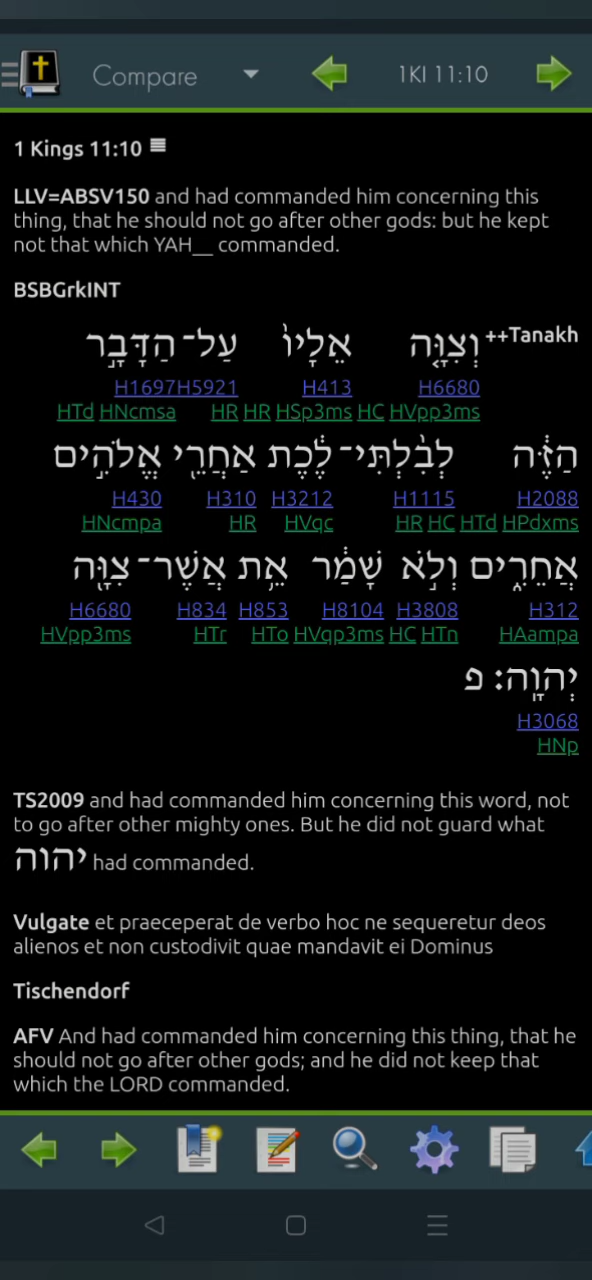 Compare
1KI 11:10
1 Kings 11:10
LLV=ABSV150 and had commanded him concerning this
thing, that he should not go after other gods: but he kept
not that which YAH__ commanded.
BSBGrkINT
++Tanakh וְצִוָּ֤ה אֵלָיו֙ עַל־הַדָּבָ֣ר
H6680 H413 H1697H5921
HTd HNcmsa HR HR HSp3ms HC HVpp3ms
הַזֶּ֔ה לְבִ֨לְתִּי־לֶ֔כֶת אַחֲרֵ֖י אֱלֹהִ֣ים
H2088 H1115 H3212 H310 H430
HNcmpa HR HVqc HR HC HTd HPdxms
אֲחֵרִ֑ים וְלֹ֣א שָׁמַ֔ר אֵ֥ת אֲשֶׁר־צִוָּ֖ה
H312 H3808 H8104 H853 H834 H6680
HVpp3ms HTr HTo HVqp3ms HC HTn HAampa
יְהוָֽה׃ פ
H3068
HNp
TS2009 and had commanded him concerning this word, not
to go after other mighty ones. But he did not guard what
יהוה had commanded.
Vulgate et praeceperat de verbo hoc ne sequeretur deos
alienos et non custodivit quae mandavit ei Dominus
Tischendorf
AFV And had commanded him concerning this thing, that he
should not go after other gods; and he did not keep that
which the LORD commanded.